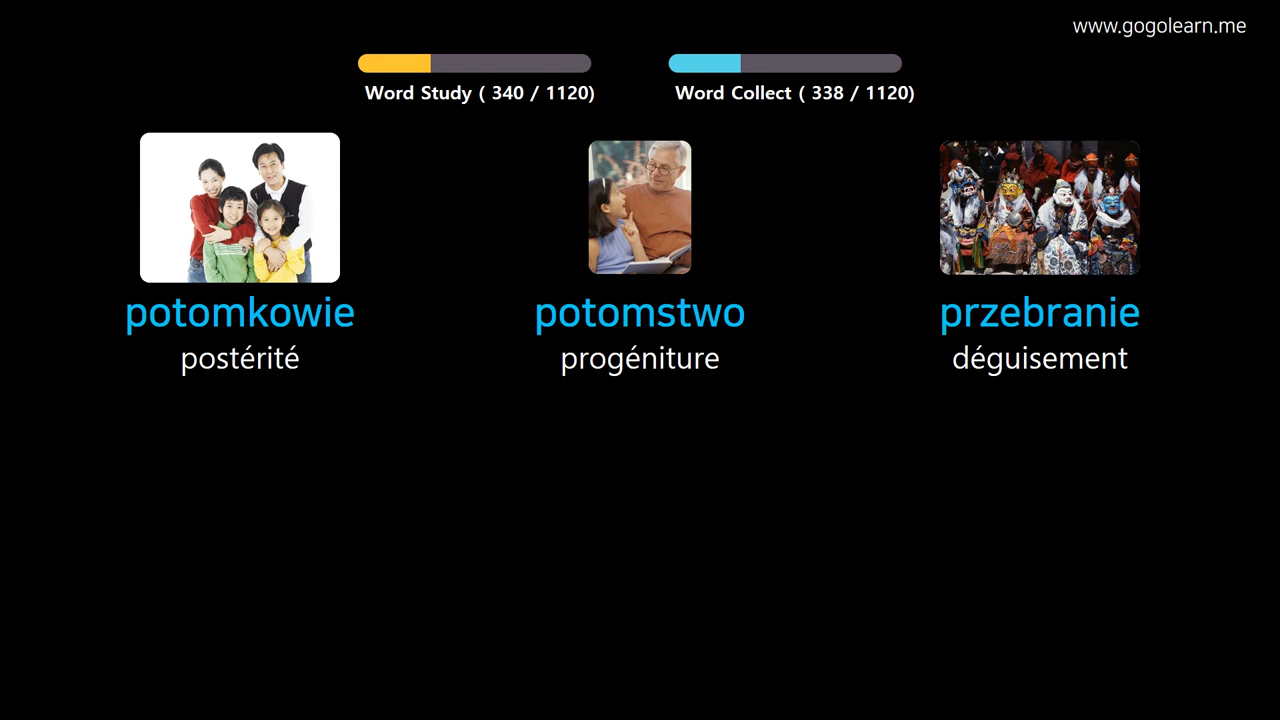 www.gogolearn.me
Word Study ( 340 / 1120)
Word Collect ( 338 / 1120)
potomkowie
postérité
potomstwo
progéniture
przebranie
déguisement